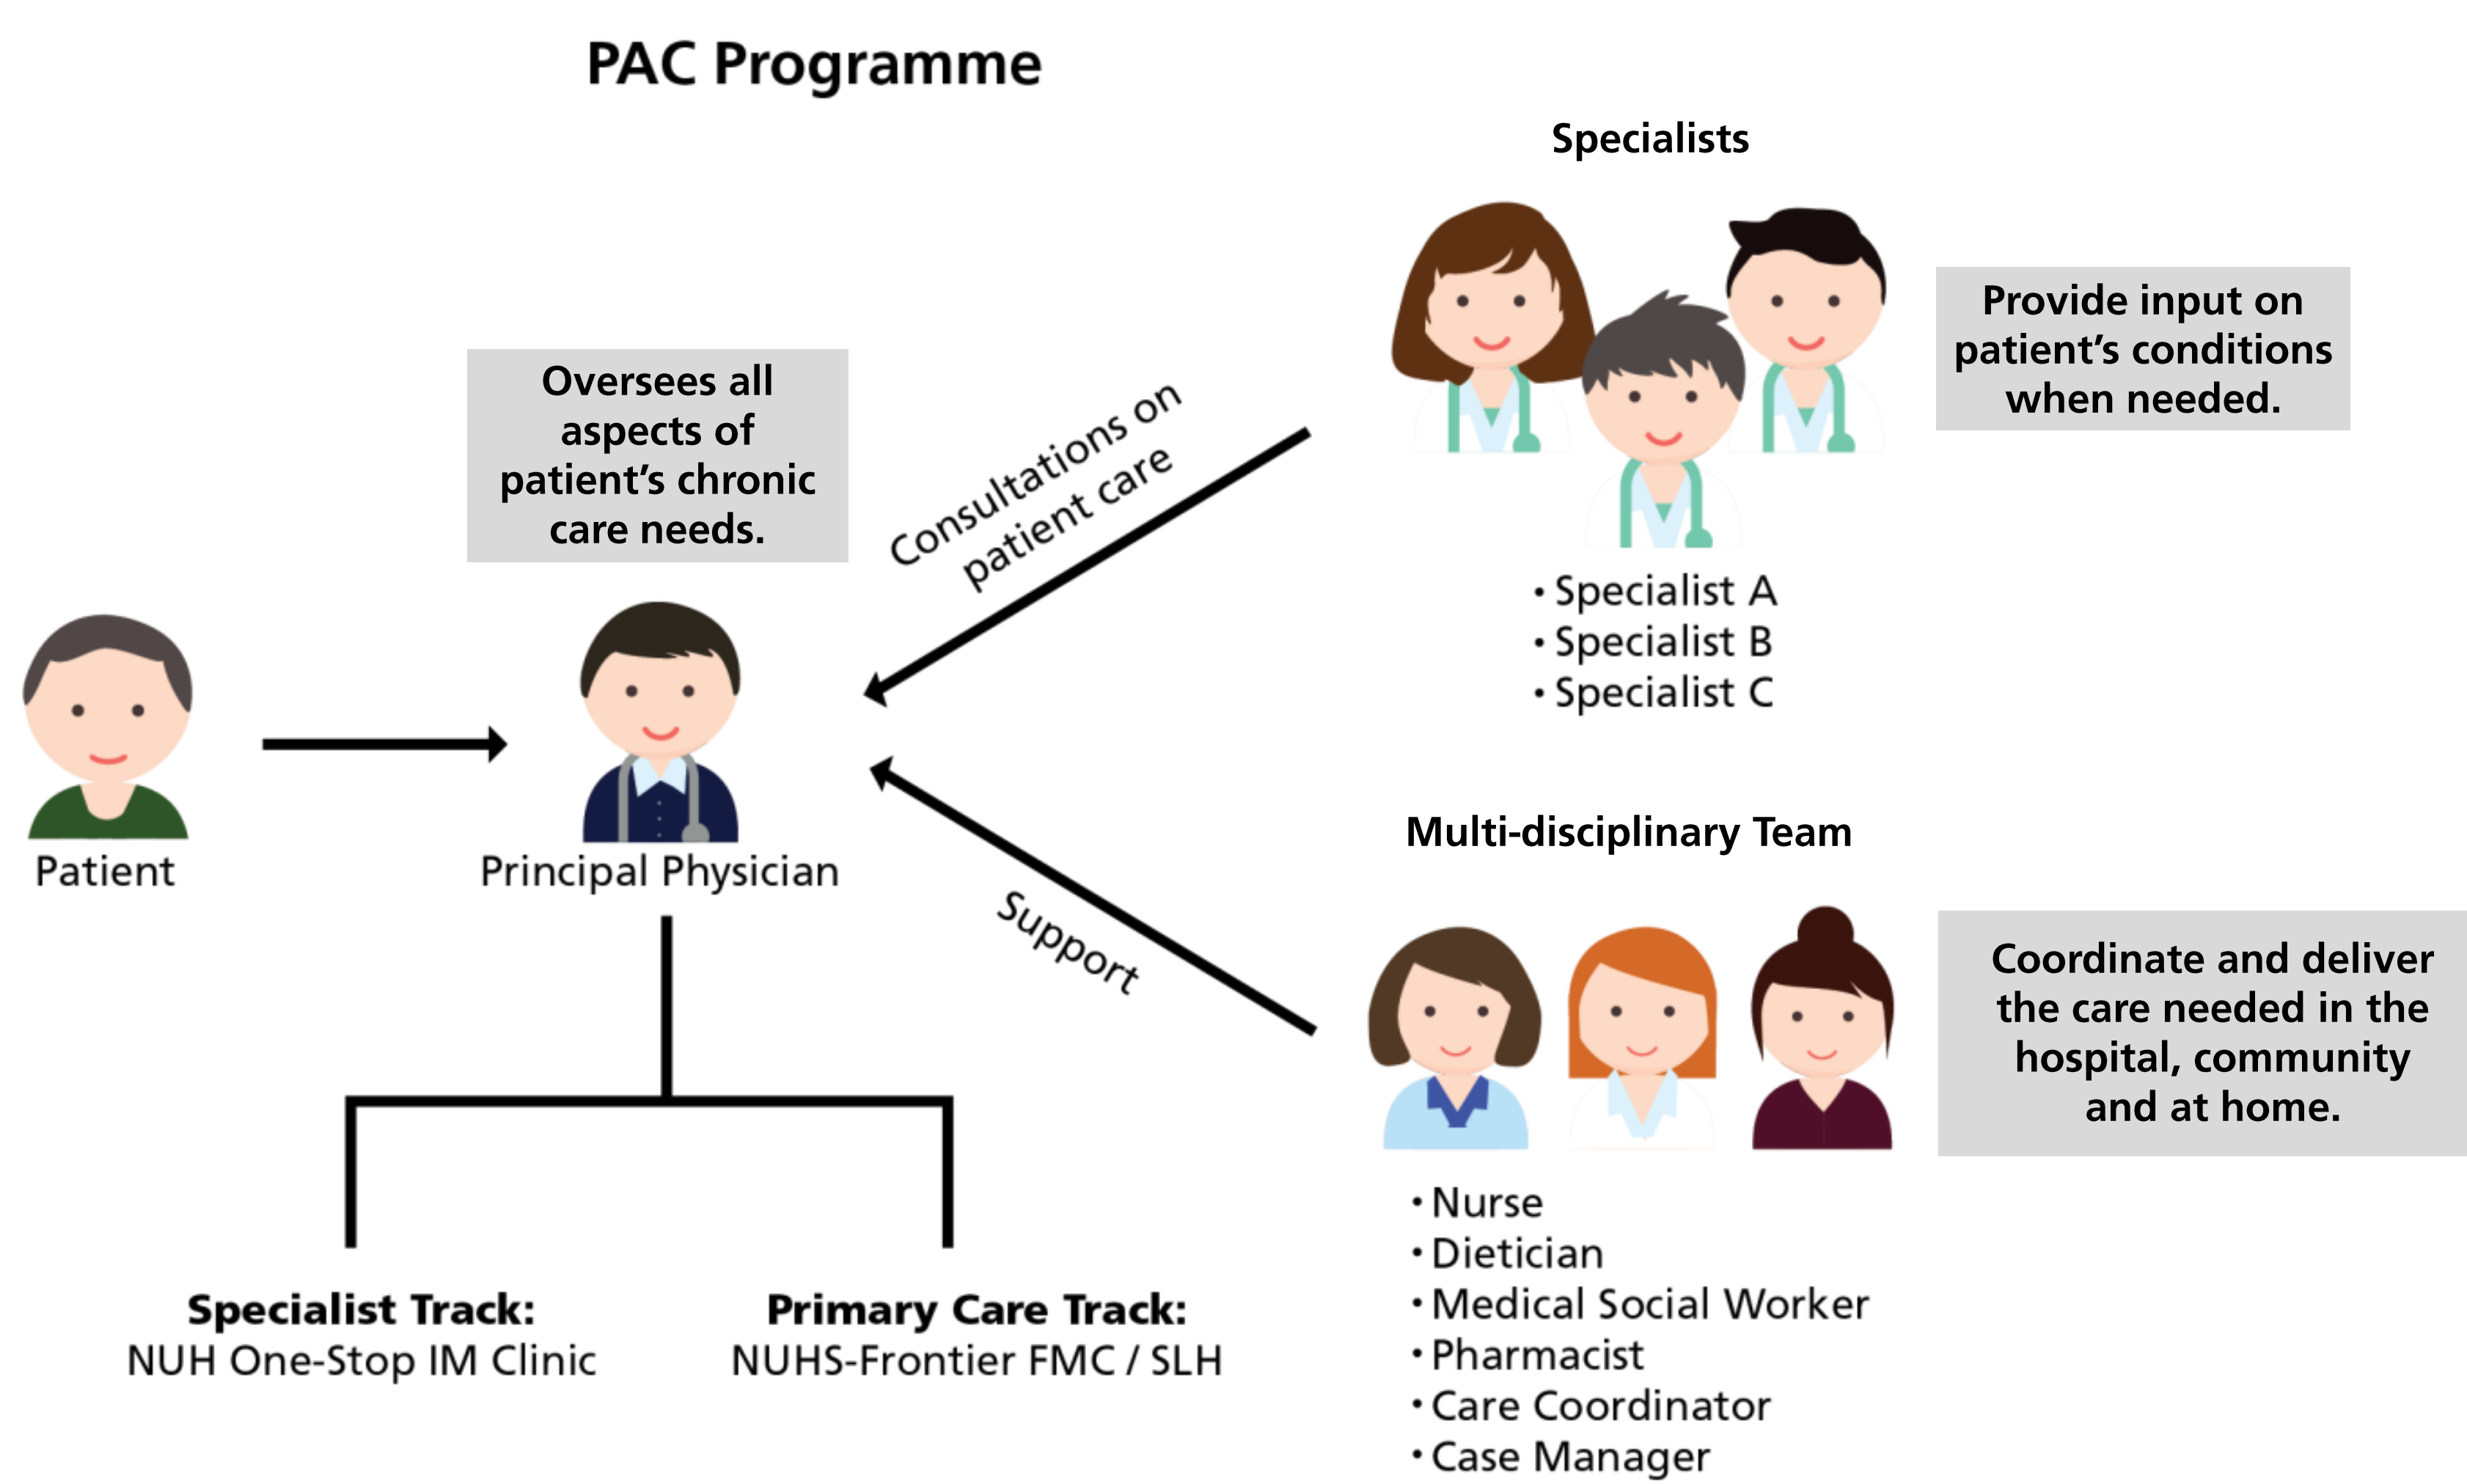 PAC Programme
Specialists
Provide input on
patient’s conditions
when needed.
Oversees all
aspects of
patient’s chronic
care needs.
Consultations on
patient care
• Specialist A
• Specialist B
• Specialist C
Patient
Principal Physician
Support
Multi-disciplinary Team
Coordinate and deliver
the care needed in the
hospital, community
and at home.
• Nurse
• Dietician
• Medical Social Worker
• Pharmacist
• Care Coordinator
• Case Manager
Specialist Track:
NUH One-Stop IM Clinic
Primary Care Track:
NUHS-Frontier FMC / SLH